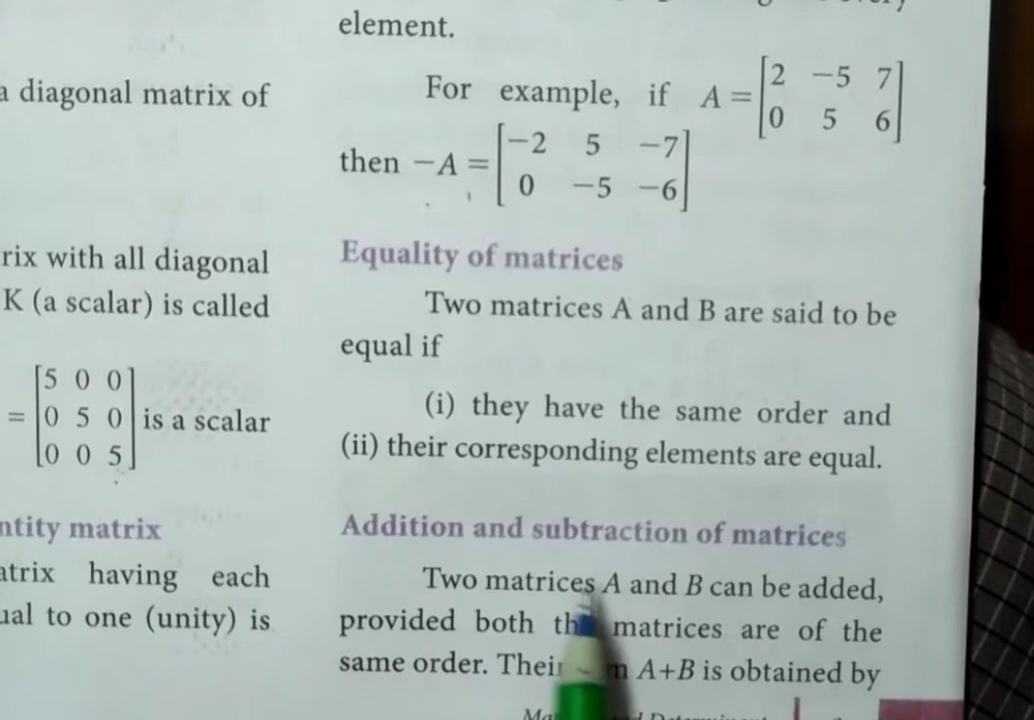 a diagonal matrix of
rix with all diagonal
K (a scalar) is called
= [5 0 0
0 5 0
0 0 5] is a scalar
ntity matrix
atrix having each
ual to one (unity) is
element.
For example, if A = [2 −5 7
0 5 6]
then −A = [−2 5 −7
0 −5 −6]
Equality of matrices
Two matrices A and B are said to be
equal if
(i) they have the same order and
(ii) their corresponding elements are equal.
Addition and subtraction of matrices
Two matrices A and B can be added,
provided both matrices are of the
same order. A+B is obtained by